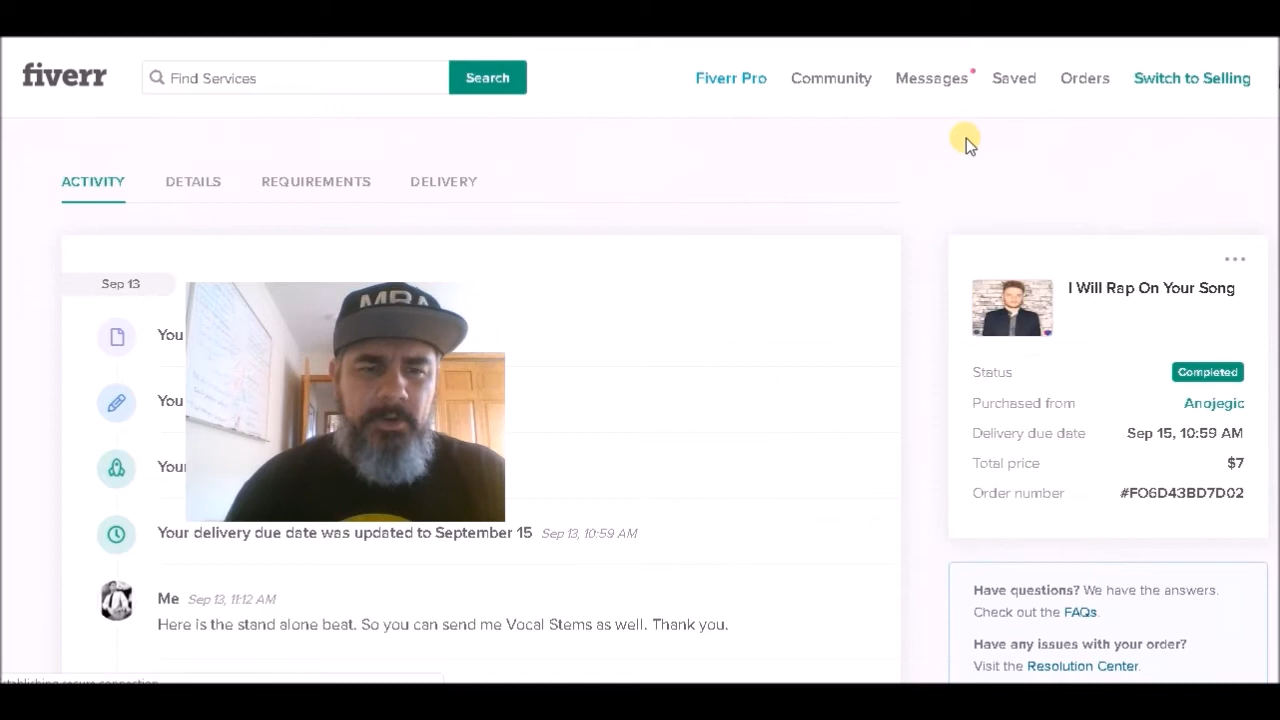 fiverr
Find Services
Search
Fiverr Pro
Community
Messages
Saved
Orders
Switch to Selling
ACTIVITY
DETAILS
REQUIREMENTS
DELIVERY
Sep 13
You
You
Your delivery due date was updated to September 15 Sep 13, 10:59 AM
Me Sep 13, 11:12 AM
Here is the stand alone beat. So you can send me Vocal Stems as well. Thank you.
I Will Rap On Your Song
Status Completed
Purchased from Anojegic
Delivery due date Sep 15, 10:59 AM
Total price $7
Order number #FO6D43BD7D02
Have questions? We have the answers.
Check out the FAQs.
Have any issues with your order?
Visit the Resolution Center.